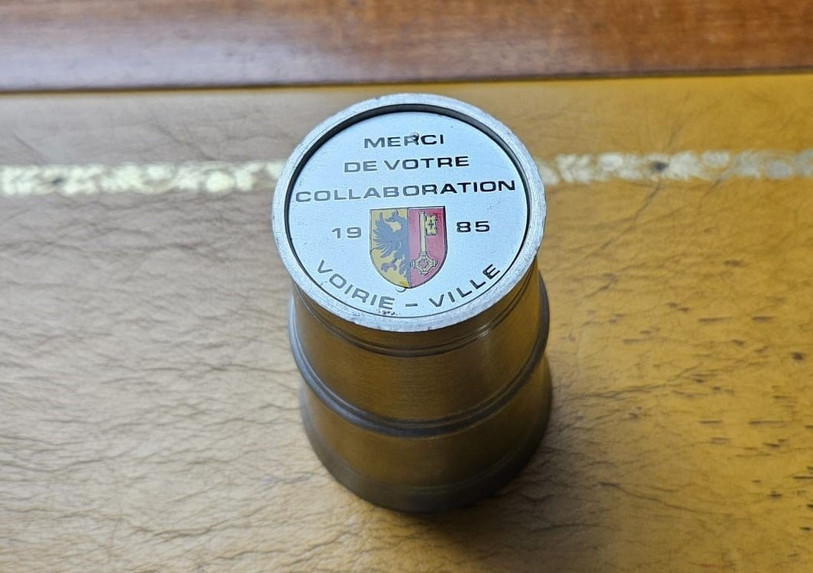 MERCI
DE VOTRE
COLLABORATION
19 85
VOIRIE - VILLE